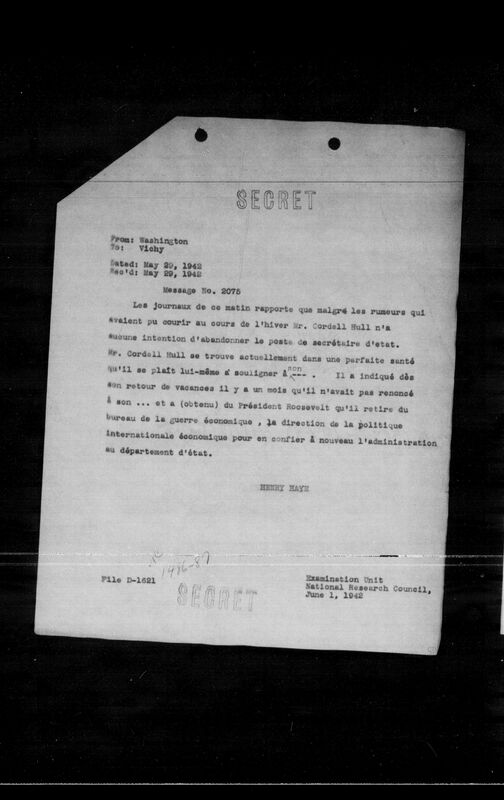 SECRET
From: Washington
To: Vichy
Dated: May 29, 1942
Rec'd: May 29, 1942
Message No. 2075
Les journaux de ce matin rapporte que malgré les rumeurs qui
avaient pu courir au cours de l'hiver Mr. Cordell Hull n'a
aucune intention d'abandonner le poste de secrétaire d'état.
Mr. Cordell Hull se trouve actuellement dans une parfaite santé
qu'il se plaît lui-même à souligner à non --- . Il a indiqué dès
son retour de vacances il y a un mois qu'il n'avait pas renoncé
à son ... et a (obtenu) du Président Roosevelt qu'il retire du
bureau de la guerre économique , la direction de la politique
internationale économique pour en confier à nouveau l'administration
au département d'état.
HENRY HAYE
1486-87
File D-1621
SECRET
Examination Unit
National Research Council,
June 1, 1942